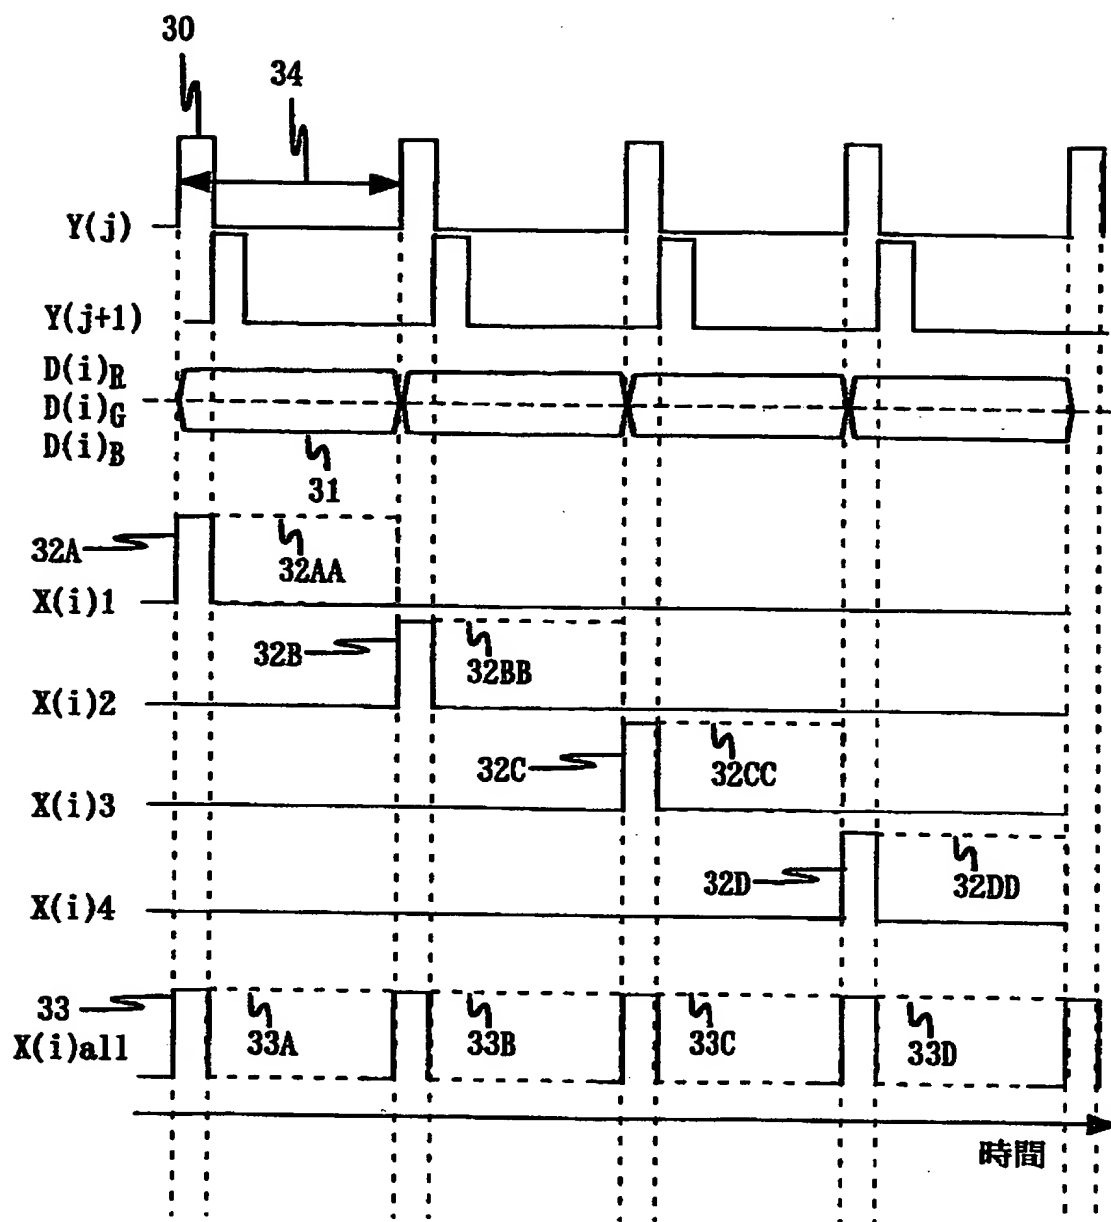 30
34
Y(j)
Y(j+1)
D(i)R
D(i)G
D(i)B
31
32A
32AA
X(i)1
32B
32BB
X(i)2
32C
32CC
X(i)3
32D
32DD
X(i)4
33
33A
33B
33C
33D
X(i)all
時間